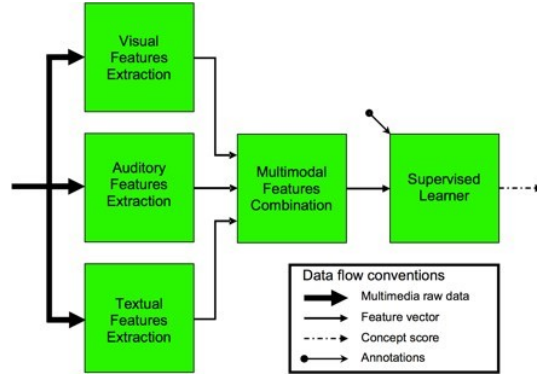 Visual
Features
Extraction
Auditory
Features
Extraction
Textual
Features
Extraction
Multimodal
Features
Combination
Supervised
Learner
Data flow conventions
Multimedia raw data
Feature vector
Concept score
Annotations